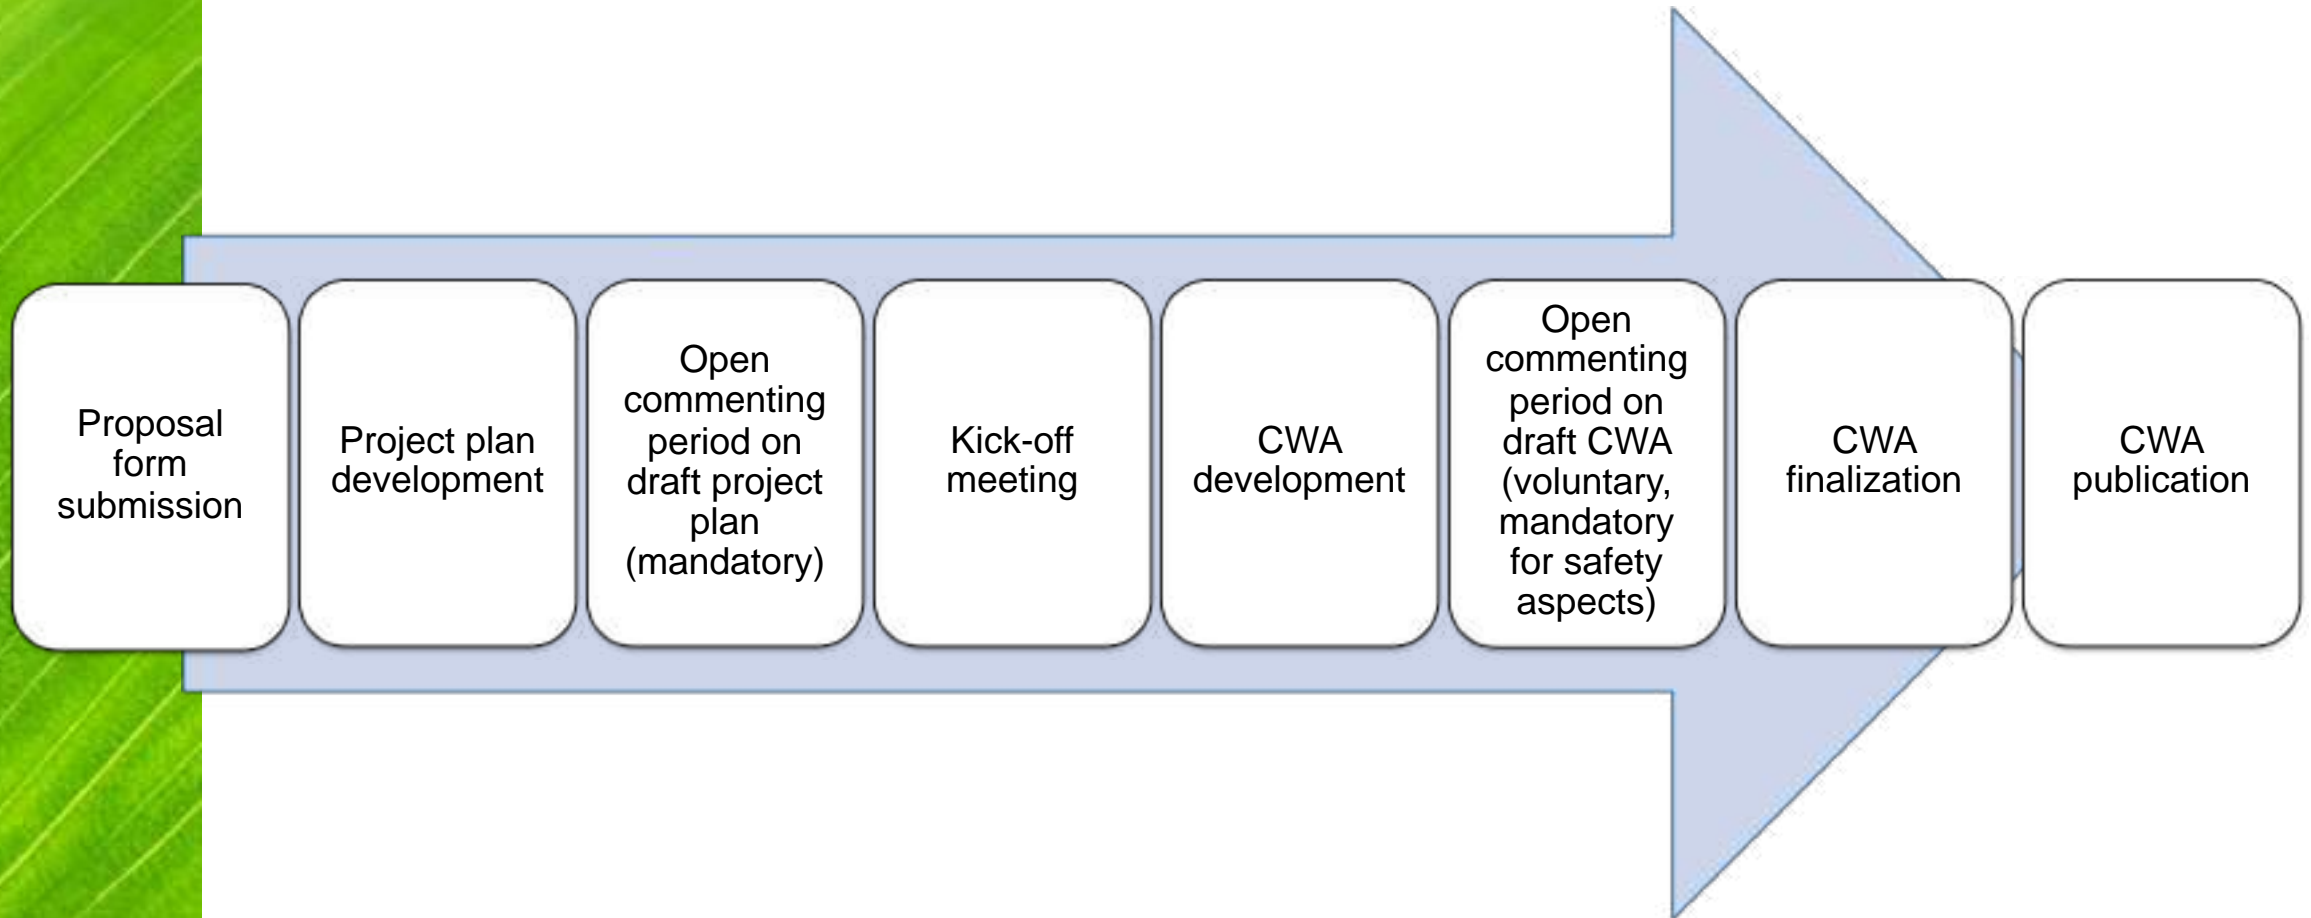 Proposal
form
submission
Project plan
development
Open
commenting
period on
draft project
plan
(mandatory)
Kick-off
meeting
CWA
development
Open
commenting
period on
draft CWA
(voluntary,
mandatory
for safety
aspects)
CWA
finalization
CWA
publication